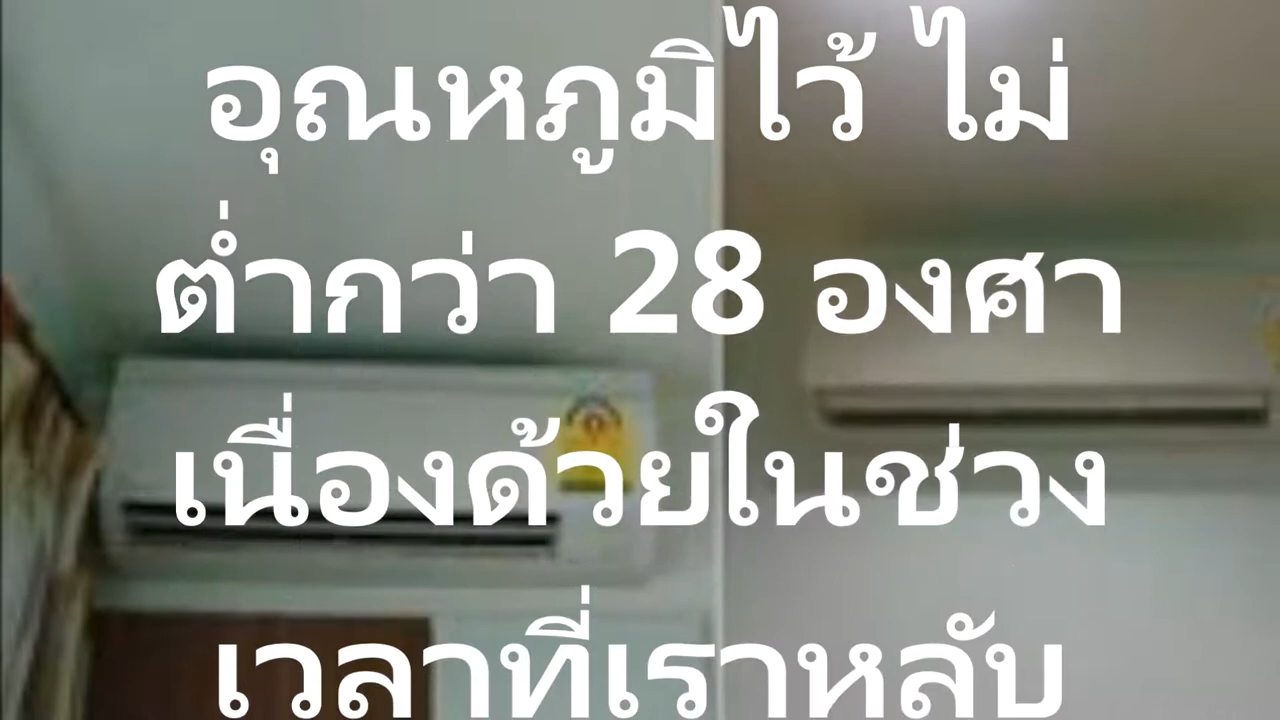 อุณหภูมิไว้ ไม่
ต่ำกว่า 28 องศา
เนื่องด้วยในช่วง
เวลาที่เราหลับ